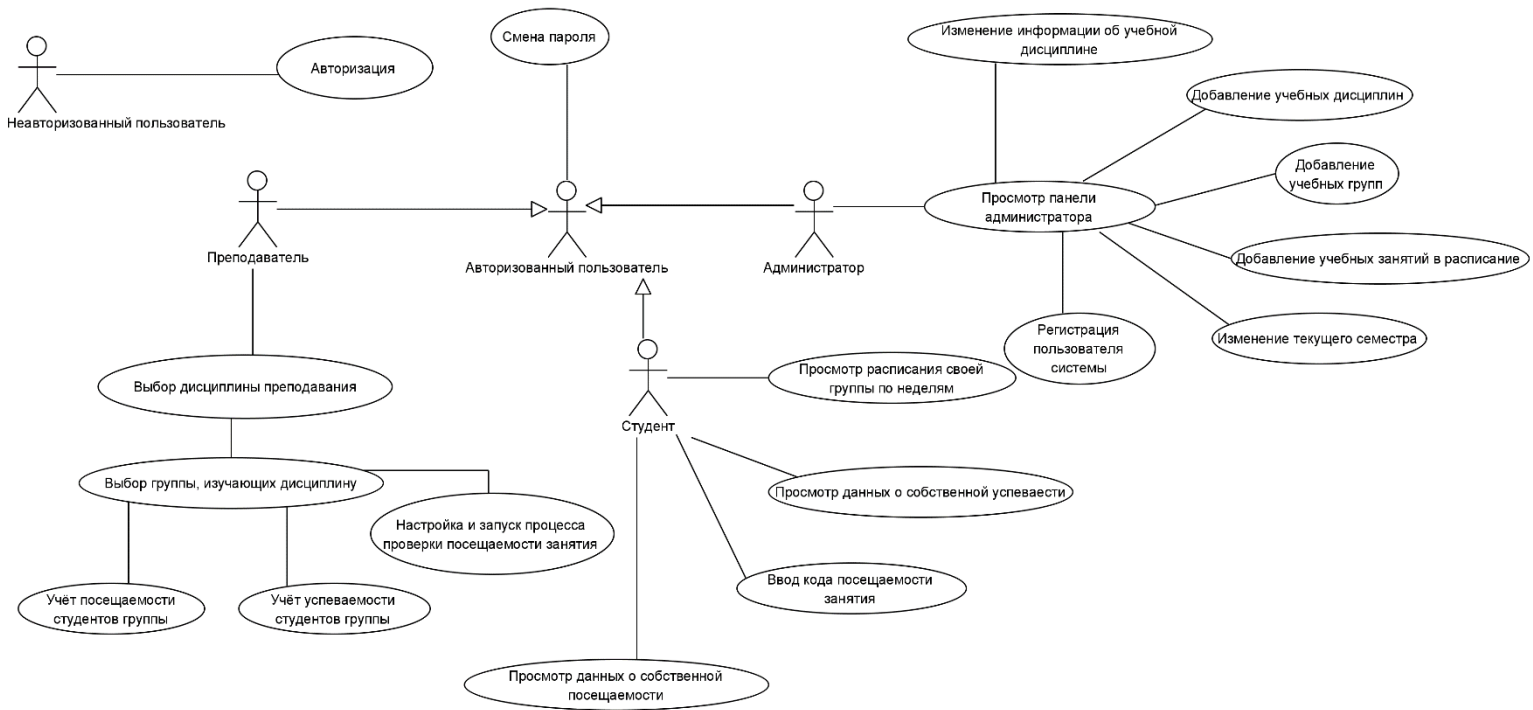 Смена пароля
Изменение информации об учебной
дисциплине
Авторизация
Добавление учебных дисциплин
Неавторизованный пользователь
Добавление
учебных групп
Просмотр панели
администратора
Преподаватель
Авторизованный пользователь
Администратор
Добавление учебных занятий в расписание
Регистрация
пользователя
системы
Изменение текущего семестра
Выбор дисциплины преподавания
Просмотр расписания своей
группы по неделям
Студент
Выбор группы, изучающих дисциплину
Просмотр данных о собственной успеваести
Настройка и запуск процесса
проверки посещаемости занятия
Ввод кода посещаемости
занятия
Учёт посещаемости
студентов группы
Учёт успеваемости
студентов группы
Просмотр данных о собственной
посещаемости